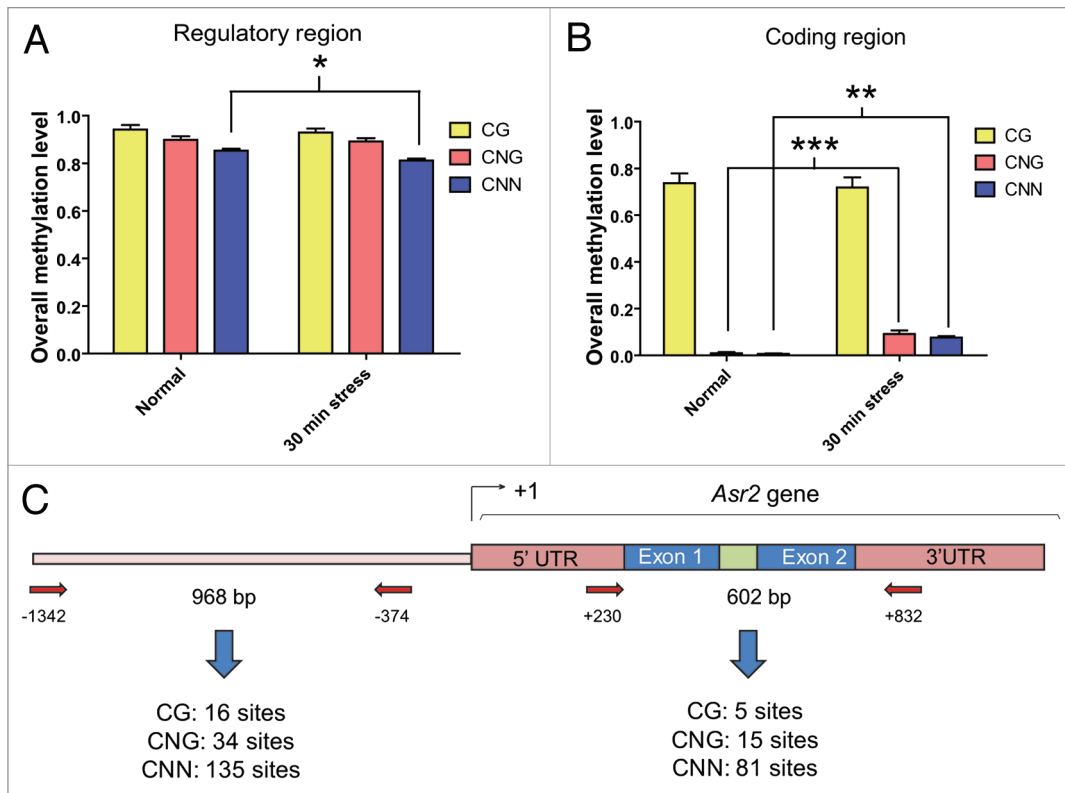 A
Regulatory region
*
Overall methylation level
1.0
0.8
0.6
0.4
0.2
0.0
Normal
30 min stress
CG
CNG
CNN
B
Coding region
**
***
Overall methylation level
1.0
0.8
0.6
0.4
0.2
0.0
Normal
30 min stress
CG
CNG
CNN
C
+1
Asr2 gene
5' UTR
Exon 1
Exon 2
3'UTR
968 bp
602 bp
-1342
-374
+230
+832
CG: 16 sites
CNG: 34 sites
CNN: 135 sites
CG: 5 sites
CNG: 15 sites
CNN: 81 sites